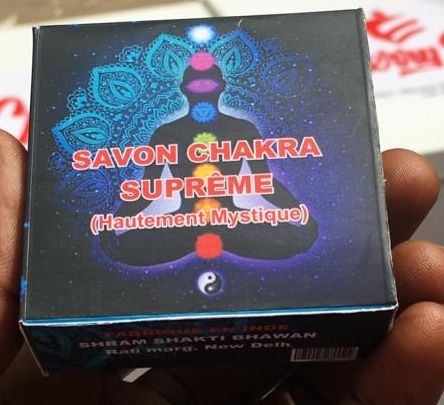 SAVON CHAKRA
SUPRÊME
(Hautement Mystique)
FABRIQUE EN INDE
SHRAM SHAKTI BHAWAN
Rafi marg. New Delh